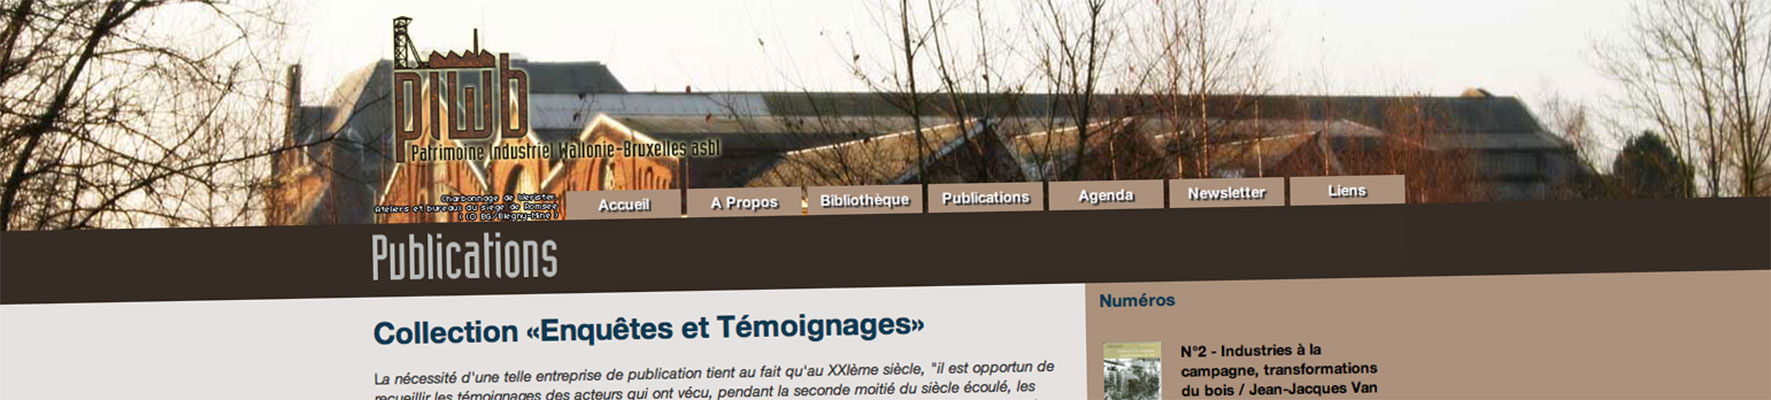 piwb
Patrimoine Industriel Wallonie-Bruxelles asbl
Charbonnage de Wérister,
Ateliers et bureaux du siège de Romsée
(© BG/Blegny-Mine)
Accueil
A Propos
Bibliothèque
Publications
Agenda
Newsletter
Liens
Publications
Collection «Enquêtes et Témoignages»
La nécessité d'une telle entreprise de publication tient au fait qu'au XXIème siècle, "il est opportun de
recueillir les témoignages des acteurs qui ont vécu, pendant la seconde moitié du siècle écoulé, les
Numéros
N°2 - Industries à la
campagne, transformations
du bois / Jean-Jacques Van